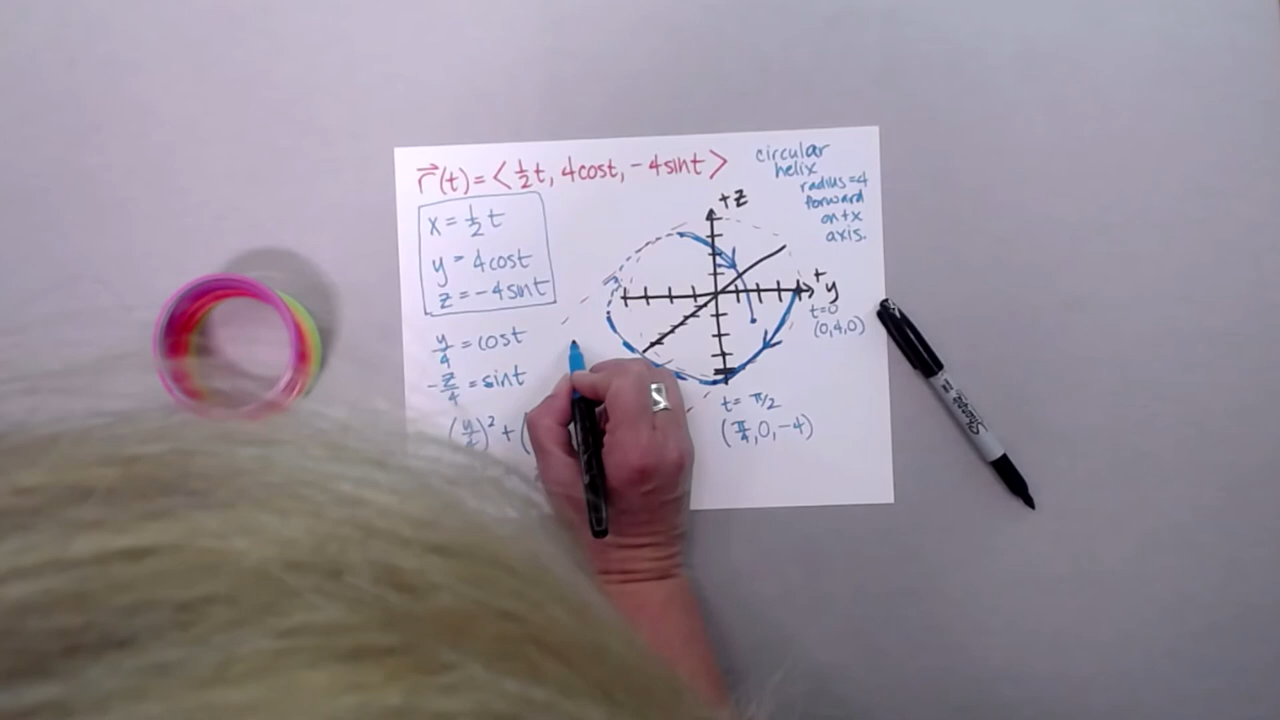 r⃗(t) = <½t, 4cost, -4sint>
x = ½t
y = 4cost
z = -4sint
y/4 = cost
-z/4 = sint
(y/4)² + (
circular
helix
radius=4
forward
on +x
axis.
+z
+y
t=0
(0,4,0)
t = π/2
(π/4, 0, -4)
Sharpie